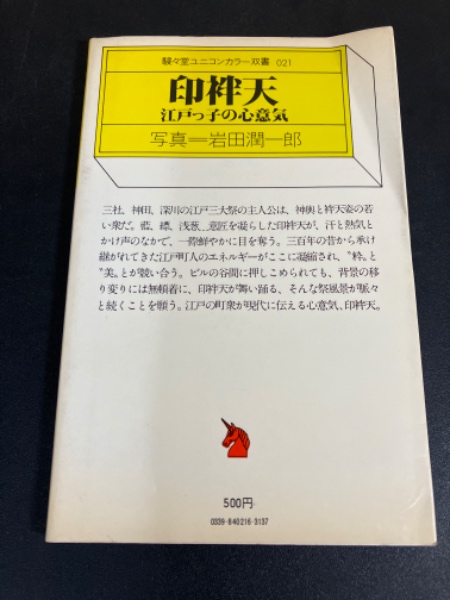 駸々堂ユニコンカラー双書 021
印袢天
江戸っ子の心意気
写真=岩田潤一郎
三社、神田、深川の江戸三大祭の主人公は、神輿と袢天姿の若
い衆だ。藍、縹、浅葱…意匠を凝らした印袢天が、汗と熱気と
かけ声のなかで、一際鮮やかに目を奪う。三百年の昔から承け
継がれてきた江戸町人のエネルギーがここに凝縮され、〝粋〟と
〝美〟とが競い合う。ビルの谷間に押しこめられても、背景の移
り変りには無頼着に、印袢天が舞い踊る、そんな祭風景が脈々
と続くことを願う。江戸の町衆が現代に伝える心意気、印袢天。
500円
0339-840216-3137